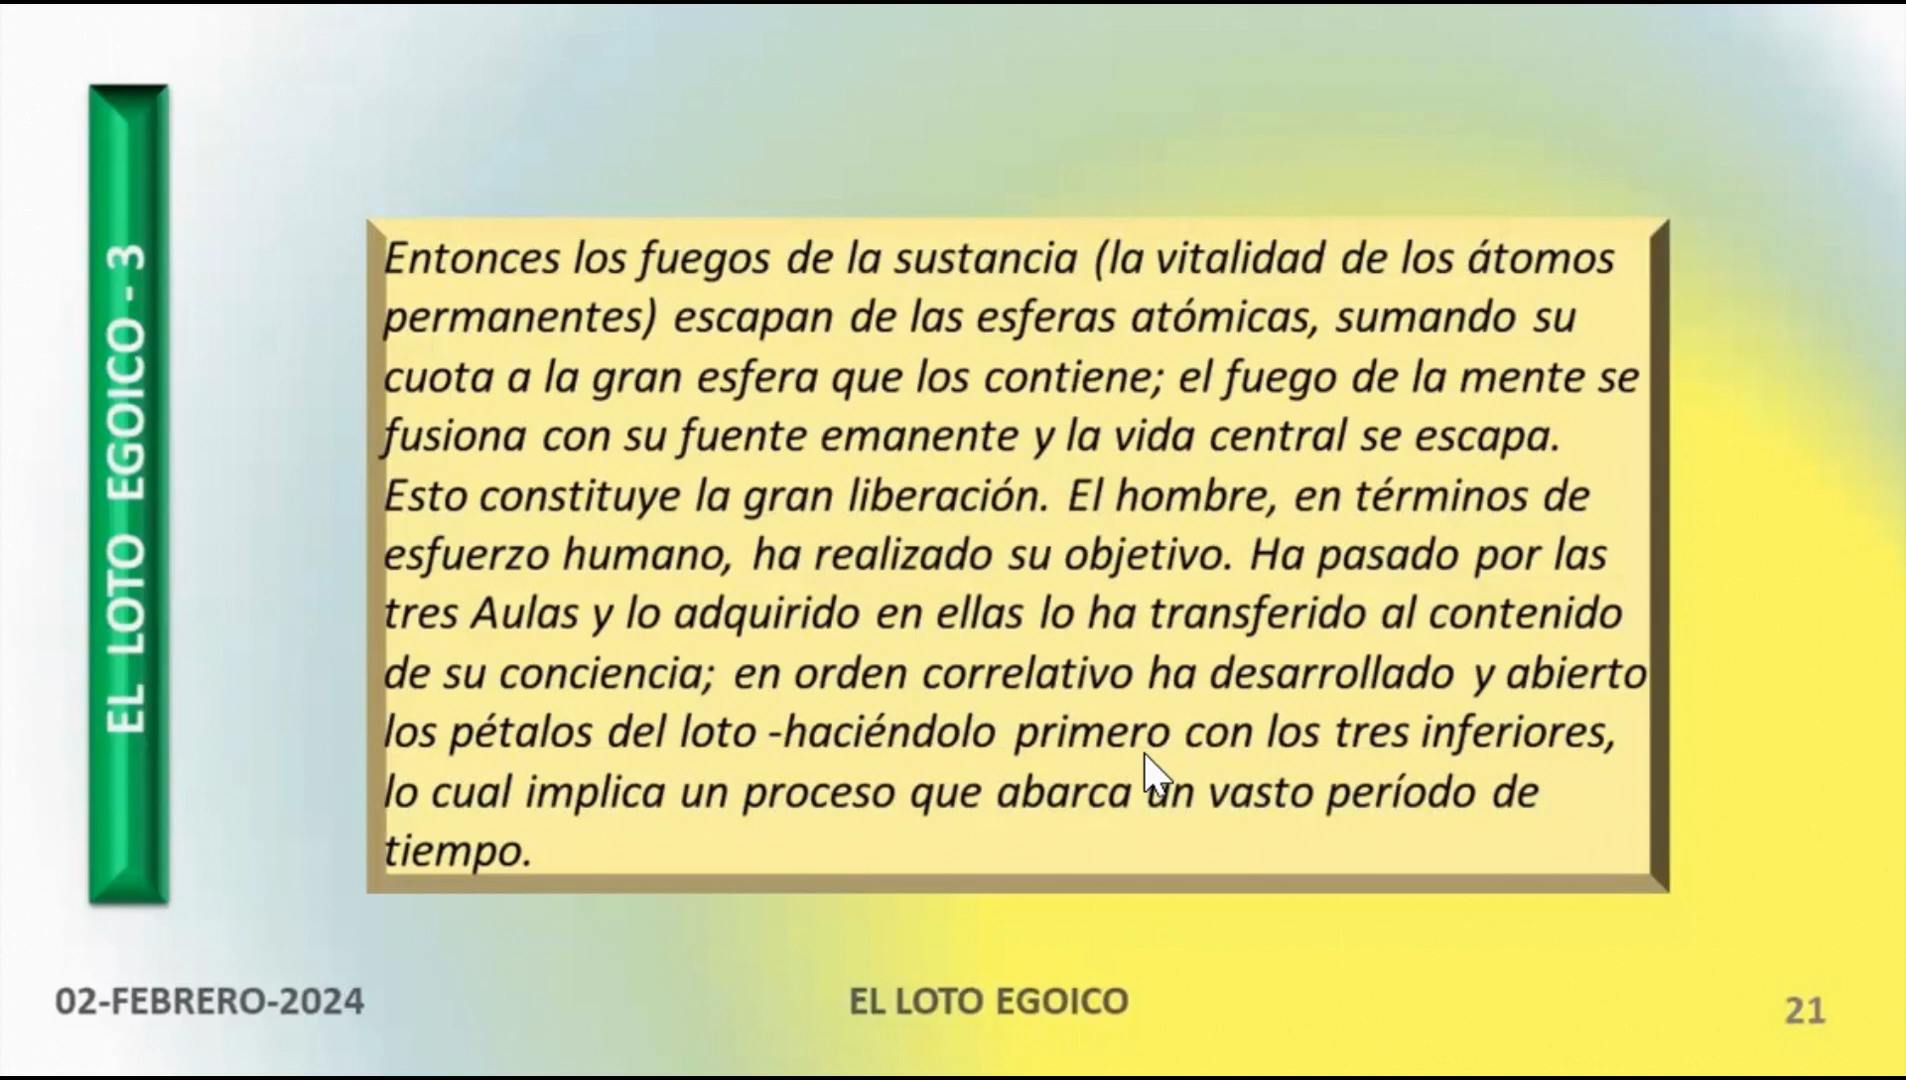 EL LOTO EGOICO - 3
Entonces los fuegos de la sustancia (la vitalidad de los átomos
permanentes) escapan de las esferas atómicas, sumando su
cuota a la gran esfera que los contiene; el fuego de la mente se
fusiona con su fuente emanente y la vida central se escapa.
Esto constituye la gran liberación. El hombre, en términos de
esfuerzo humano, ha realizado su objetivo. Ha pasado por las
tres Aulas y lo adquirido en ellas lo ha transferido al contenido
de su conciencia; en orden correlativo ha desarrollado y abierto
los pétalos del loto -haciéndolo primero con los tres inferiores,
lo cual implica un proceso que abarca un vasto período de
tiempo.
02-FEBRERO-2024
EL LOTO EGOICO
21